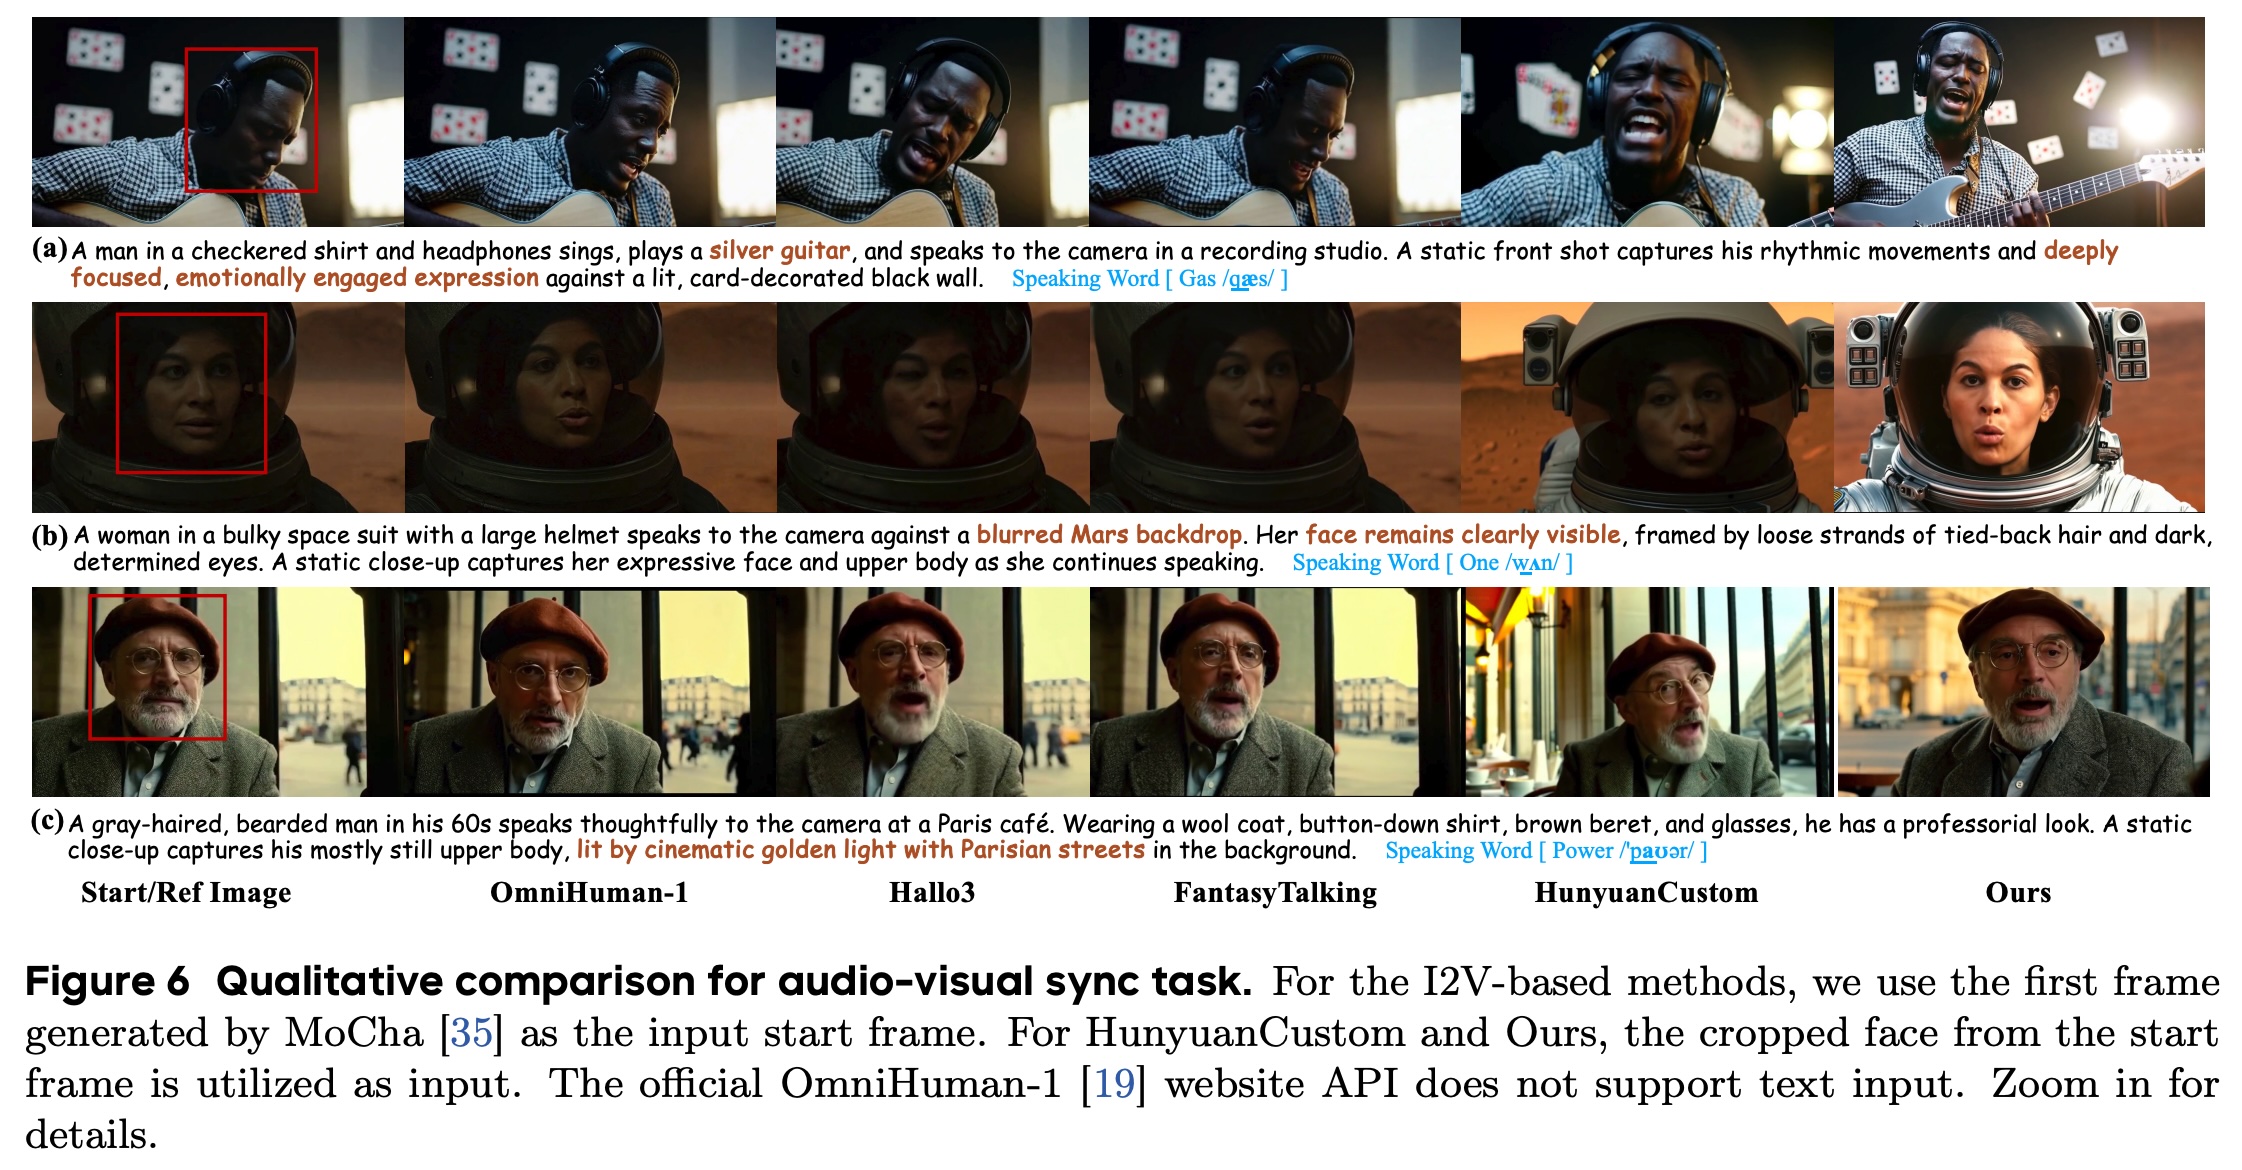 (a) A man in a checkered shirt and headphones sings, plays a silver guitar, and speaks to the camera in a recording studio. A static front shot captures his rhythmic movements and deeply
focused, emotionally engaged expression against a lit, card-decorated black wall. Speaking Word [ Gas /gæs/ ]
(b) A woman in a bulky space suit with a large helmet speaks to the camera against a blurred Mars backdrop. Her face remains clearly visible, framed by loose strands of tied-back hair and dark,
determined eyes. A static close-up captures her expressive face and upper body as she continues speaking. Speaking Word [ One /wʌn/ ]
(c) A gray-haired, bearded man in his 60s speaks thoughtfully to the camera at a Paris café. Wearing a wool coat, button-down shirt, brown beret, and glasses, he has a professorial look. A static
close-up captures his mostly still upper body, lit by cinematic golden light with Parisian streets in the background. Speaking Word [ Power /ˈpaʊər/ ]
Start/Ref Image OmniHuman-1 Hallo3 FantasyTalking HunyuanCustom Ours
Figure 6 Qualitative comparison for audio-visual sync task. For the I2V-based methods, we use the first frame
generated by MoCha [35] as the input start frame. For HunyuanCustom and Ours, the cropped face from the start
frame is utilized as input. The official OmniHuman-1 [19] website API does not support text input. Zoom in for
details.